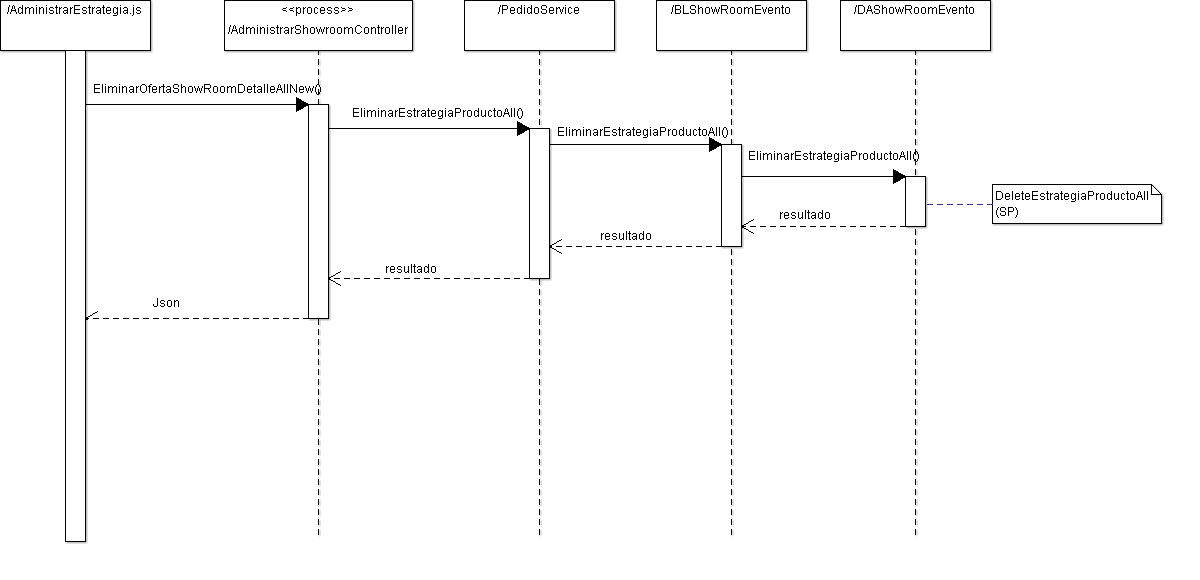 /AdministrarEstrategia.js
<<process>>
/AdministrarShowroomController
/PedidoService
/BLShowRoomEvento
/DAShowRoomEvento
EliminarOfertaShowRoomDetalleAllNew()
EliminarEstrategiaProductoAll()
EliminarEstrategiaProductoAll()
EliminarEstrategiaProductoAll()
DeleteEstrategiaProductoAll
(SP)
resultado
resultado
resultado
Json